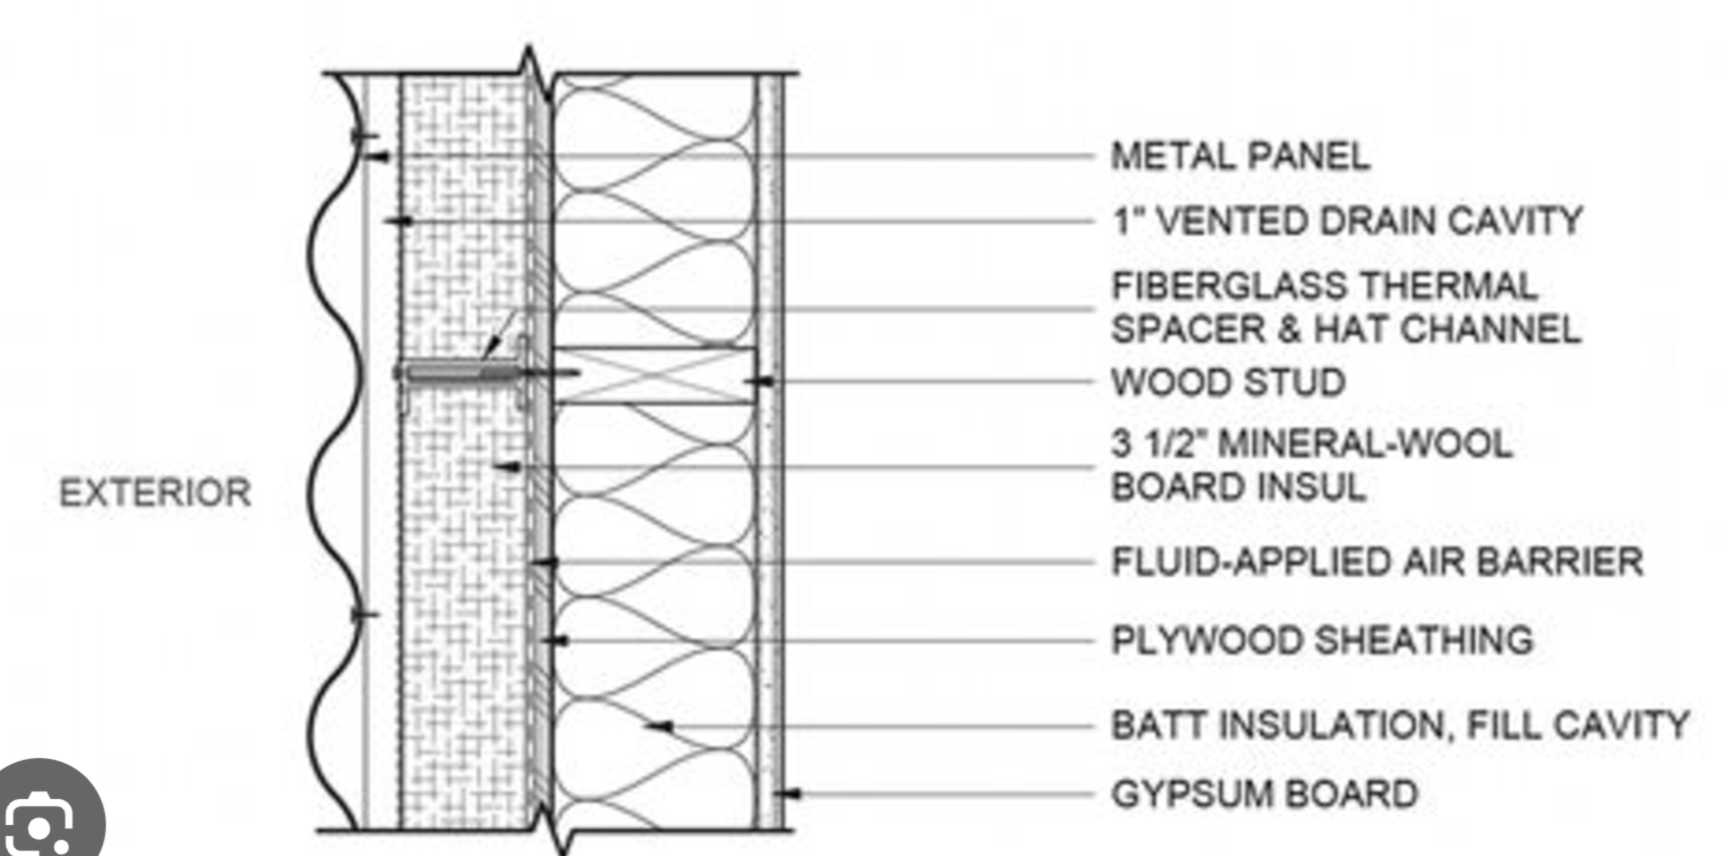 METAL PANEL
1" VENTED DRAIN CAVITY
FIBERGLASS THERMAL
SPACER & HAT CHANNEL
WOOD STUD
3 1/2" MINERAL-WOOL
BOARD INSUL
EXTERIOR
FLUID-APPLIED AIR BARRIER
PLYWOOD SHEATHING
BATT INSULATION, FILL CAVITY
GYPSUM BOARD